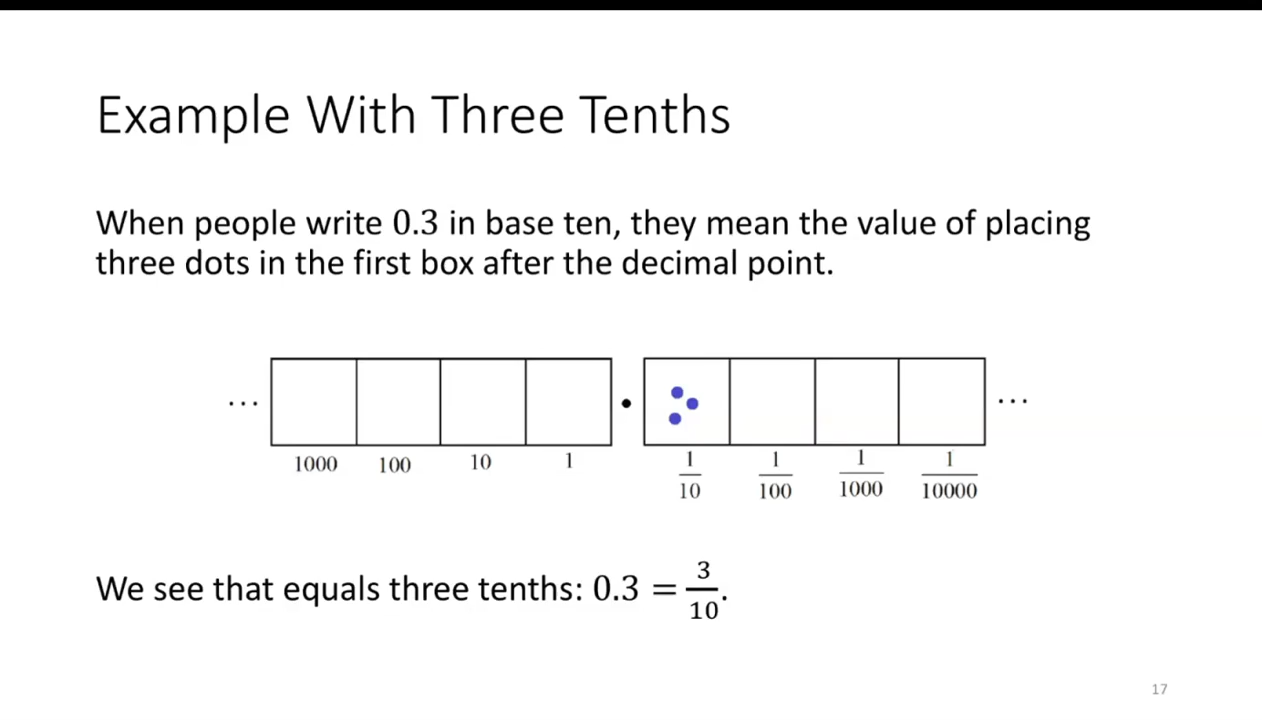 Example With Three Tenths
When people write 0.3 in base ten, they mean the value of placing
three dots in the first box after the decimal point.
... . ...
1000 100 10 1 1/10 1/100 1/1000 1/10000
We see that equals three tenths: 0.3 = 3/10.
17